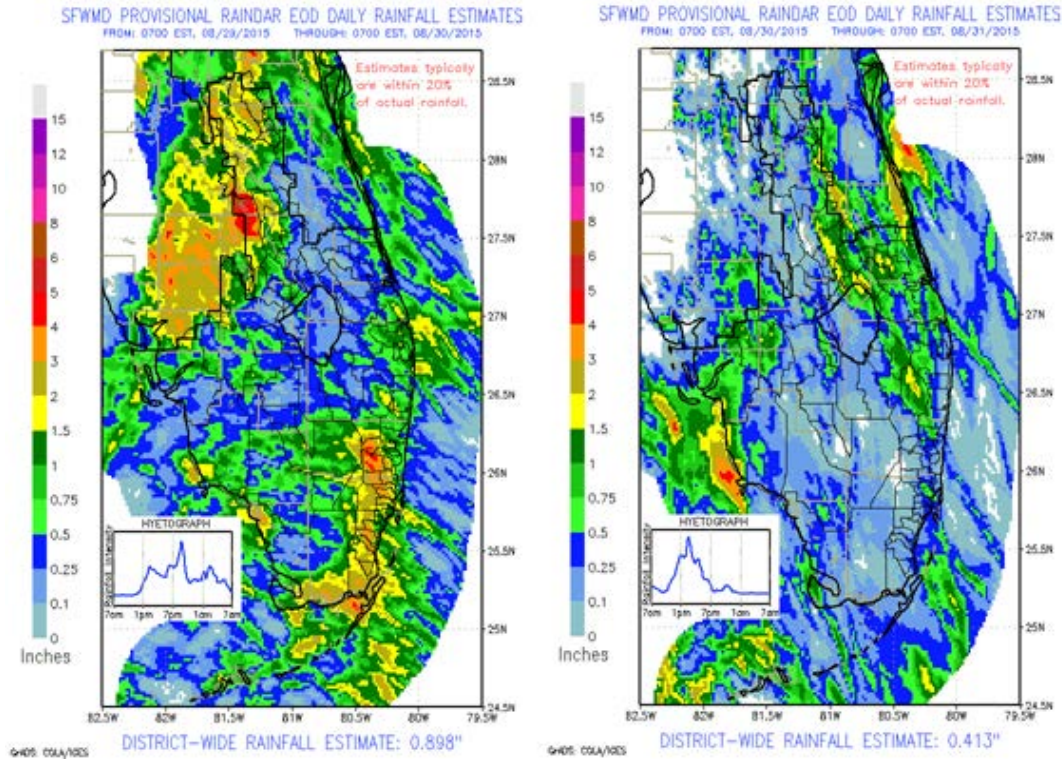 SFWMD PROVISIONAL RAINDAR EOD DAILY RAINFALL ESTIMATES
FROM: 0700 EST, 08/29/2015 THROUGH: 0700 EST, 08/30/2015
Estimates typically
are within 20%
of actual rainfall.
15
12
10
8
6
5
4
3
2
1.5
1
0.75
0.5
0.25
0.1
0
Inches
28.5N
28N
27.5N
27N
26.5N
26N
25.5N
25N
24.5N
HYETOGRAPH
Rainfall Intensity
7am 1pm 7pm 1am 7am
82.5W 82W 81.5W 81W 80.5W 80W 79.5W
DISTRICT-WIDE RAINFALL ESTIMATE: 0.898"
GrADS: COLA/IGES
SFWMD PROVISIONAL RAINDAR EOD DAILY RAINFALL ESTIMATES
FROM: 0700 EST, 08/30/2015 THROUGH: 0700 EST, 08/31/2015
Estimates typically
are within 20%
of actual rainfall.
15
12
10
8
6
5
4
3
2
1.5
1
0.75
0.5
0.25
0.1
0
Inches
28.5N
28N
27.5N
27N
26.5N
26N
25.5N
25N
24.5N
HYETOGRAPH
Rainfall Intensity
7am 1pm 7pm 1am 7am
82.5W 82W 81.5W 81W 80.5W 80W 79.5W
DISTRICT-WIDE RAINFALL ESTIMATE: 0.413"
GrADS: COLA/IGES